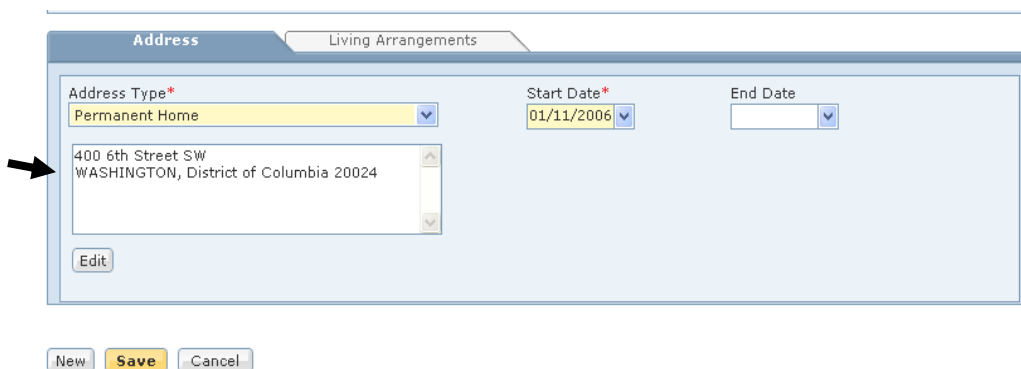 Address Living Arrangements
Address Type* Start Date* End Date
Permanent Home 01/11/2006
400 6th Street SW
WASHINGTON, District of Columbia 20024
Edit
New Save Cancel